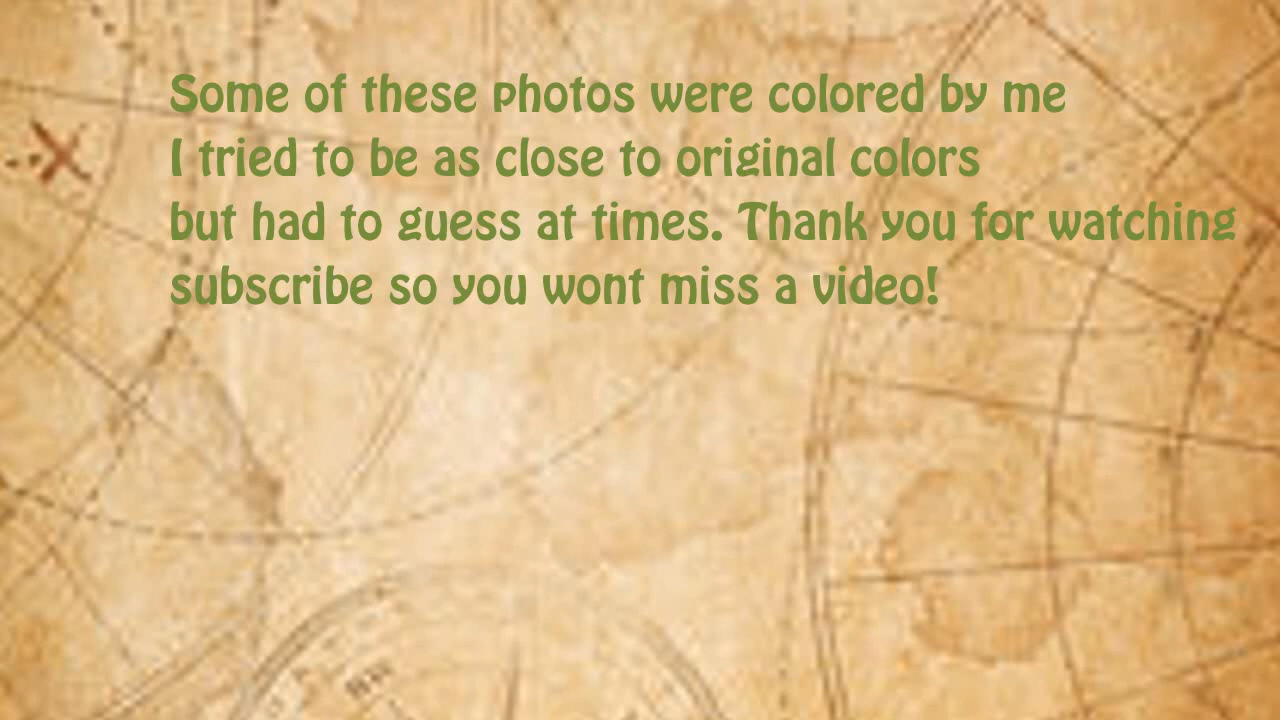 Some of these photos were colored by me
I tried to be as close to original colors
but had to guess at times. Thank you for watching
subscribe so you wont miss a video!